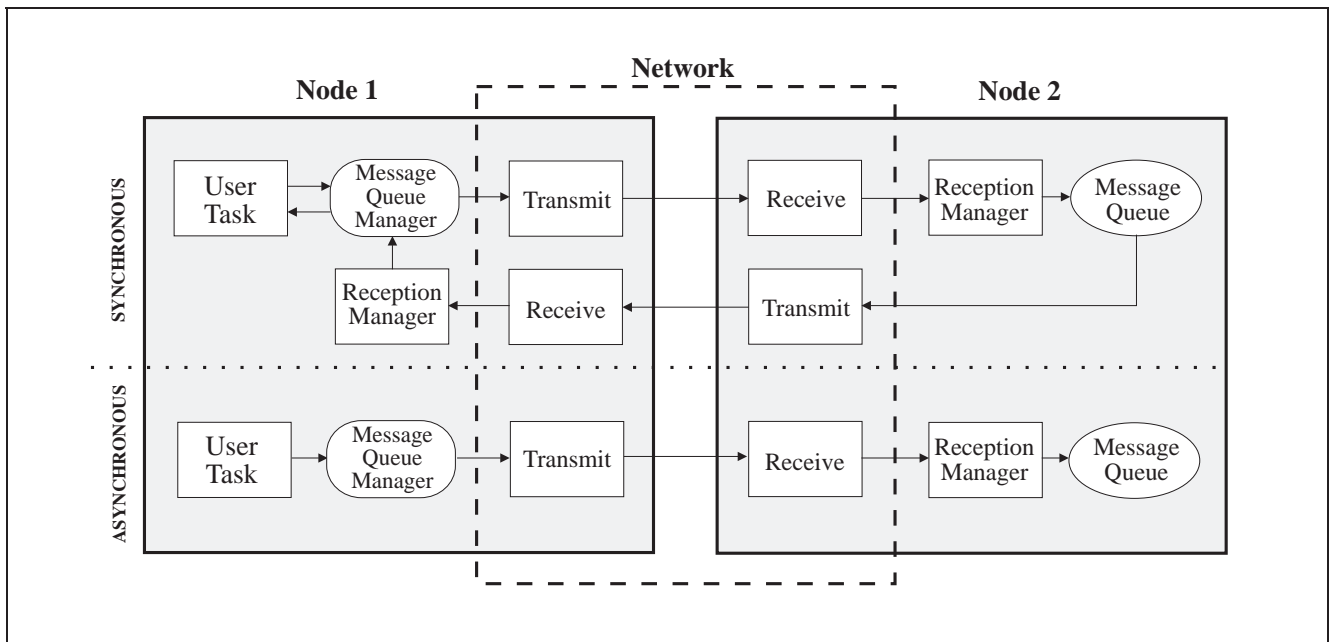 Network
Node 1
Node 2
SYNCHRONOUS
User
Task
Message
Queue
Manager
Transmit
Receive
Reception
Manager
Message
Queue
Reception
Manager
Receive
Transmit
ASYNCHRONOUS
User
Task
Message
Queue
Manager
Transmit
Receive
Reception
Manager
Message
Queue